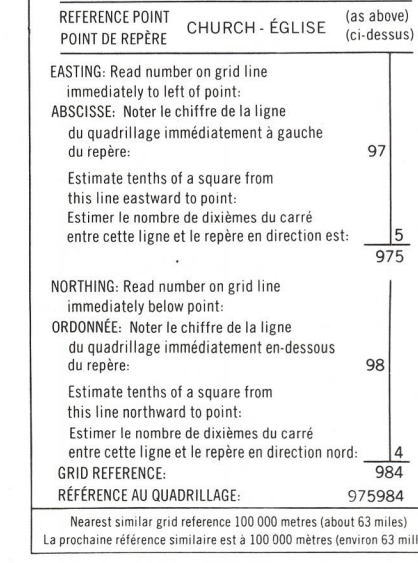 REFERENCE POINT CHURCH - ÉGLISE (as above)
POINT DE REPÈRE (ci-dessus)
EASTING: Read number on grid line
immediately to left of point:
ABSCISSE: Noter le chiffre de la ligne
du quadrillage immédiatement à gauche
du repère: 97
Estimate tenths of a square from
this line eastward to point:
Estimer le nombre de dixièmes du carré
entre cette ligne et le repère en direction est: 5
975
NORTHING: Read number on grid line
immediately below point:
ORDONNÉE: Noter le chiffre de la ligne
du quadrillage immédiatement en-dessous
du repère: 98
Estimate tenths of a square from
this line northward to point:
Estimer le nombre de dixièmes du carré
entre cette ligne et le repère en direction nord: 4
GRID REFERENCE: 984
RÉFÉRENCE AU QUADRILLAGE: 975984
Nearest similar grid reference 100 000 metres (about 63 miles)
La prochaine référence similaire est à 100 000 mètres (environ 63 mill